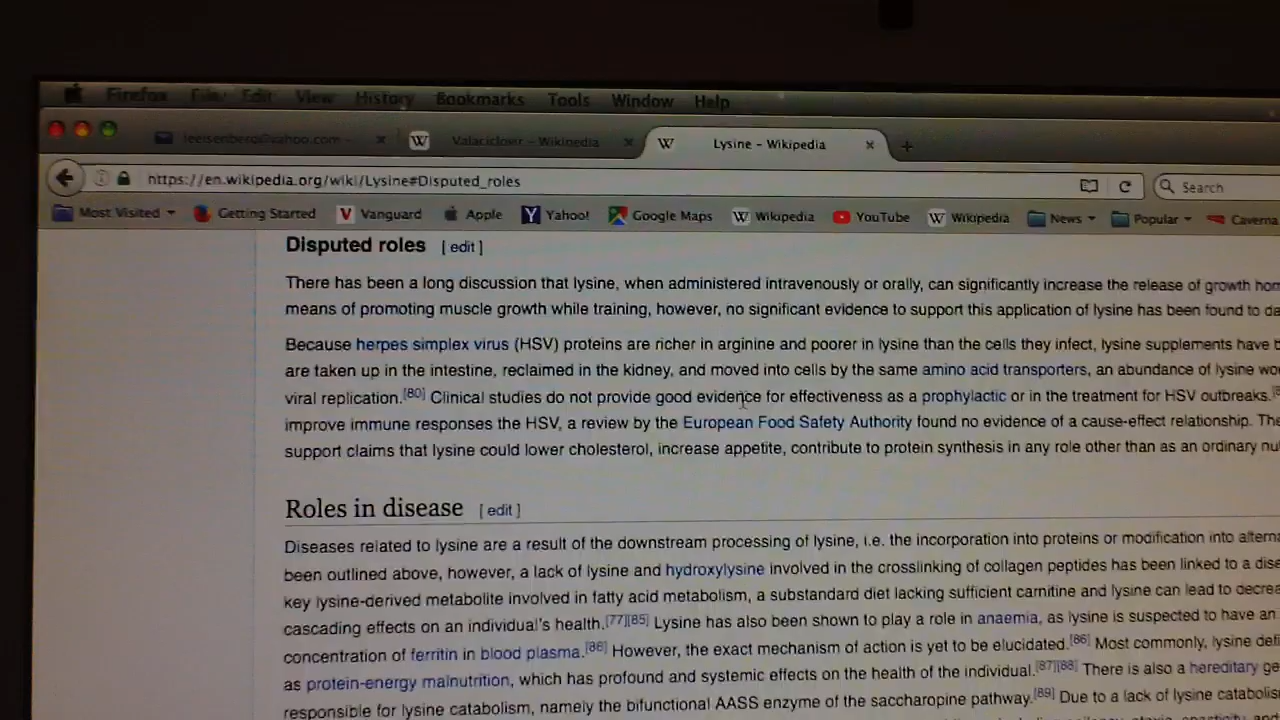 Firefox File Edit View History Bookmarks Tools Window Help
leeisenberg@yahoo.com - Valaciclovir - Wikipedia Lysine - Wikipedia
https://en.wikipedia.org/wiki/Lysine#Disputed_roles Search
Most Visited Getting Started Vanguard Apple Yahoo! Google Maps Wikipedia YouTube Wikipedia News Popular Caverna
Disputed roles [ edit ]
There has been a long discussion that lysine, when administered intravenously or orally, can significantly increase the release of growth hor
means of promoting muscle growth while training, however, no significant evidence to support this application of lysine has been found to da
Because herpes simplex virus (HSV) proteins are richer in arginine and poorer in lysine than the cells they infect, lysine supplements have b
are taken up in the intestine, reclaimed in the kidney, and moved into cells by the same amino acid transporters, an abundance of lysine wo
viral replication.[80] Clinical studies do not provide good evidence for effectiveness as a prophylactic or in the treatment for HSV outbreaks.
improve immune responses the HSV, a review by the European Food Safety Authority found no evidence of a cause-effect relationship. The
support claims that lysine could lower cholesterol, increase appetite, contribute to protein synthesis in any role other than as an ordinary nu
Roles in disease [ edit ]
Diseases related to lysine are a result of the downstream processing of lysine, i.e. the incorporation into proteins or modification into altern
been outlined above, however, a lack of lysine and hydroxylysine involved in the crosslinking of collagen peptides has been linked to a dise
key lysine-derived metabolite involved in fatty acid metabolism, a substandard diet lacking sufficient carnitine and lysine can lead to decrea
cascading effects on an individual's health.[77][85] Lysine has also been shown to play a role in anaemia, as lysine is suspected to have an
concentration of ferritin in blood plasma.[86] However, the exact mechanism of action is yet to be elucidated.[86] Most commonly, lysine defi
as protein-energy malnutrition, which has profound and systemic effects on the health of the individual.[87][88] There is also a hereditary ge
responsible for lysine catabolism, namely the bifunctional AASS enzyme of the saccharopine pathway.[89] Due to a lack of lysine catabolis